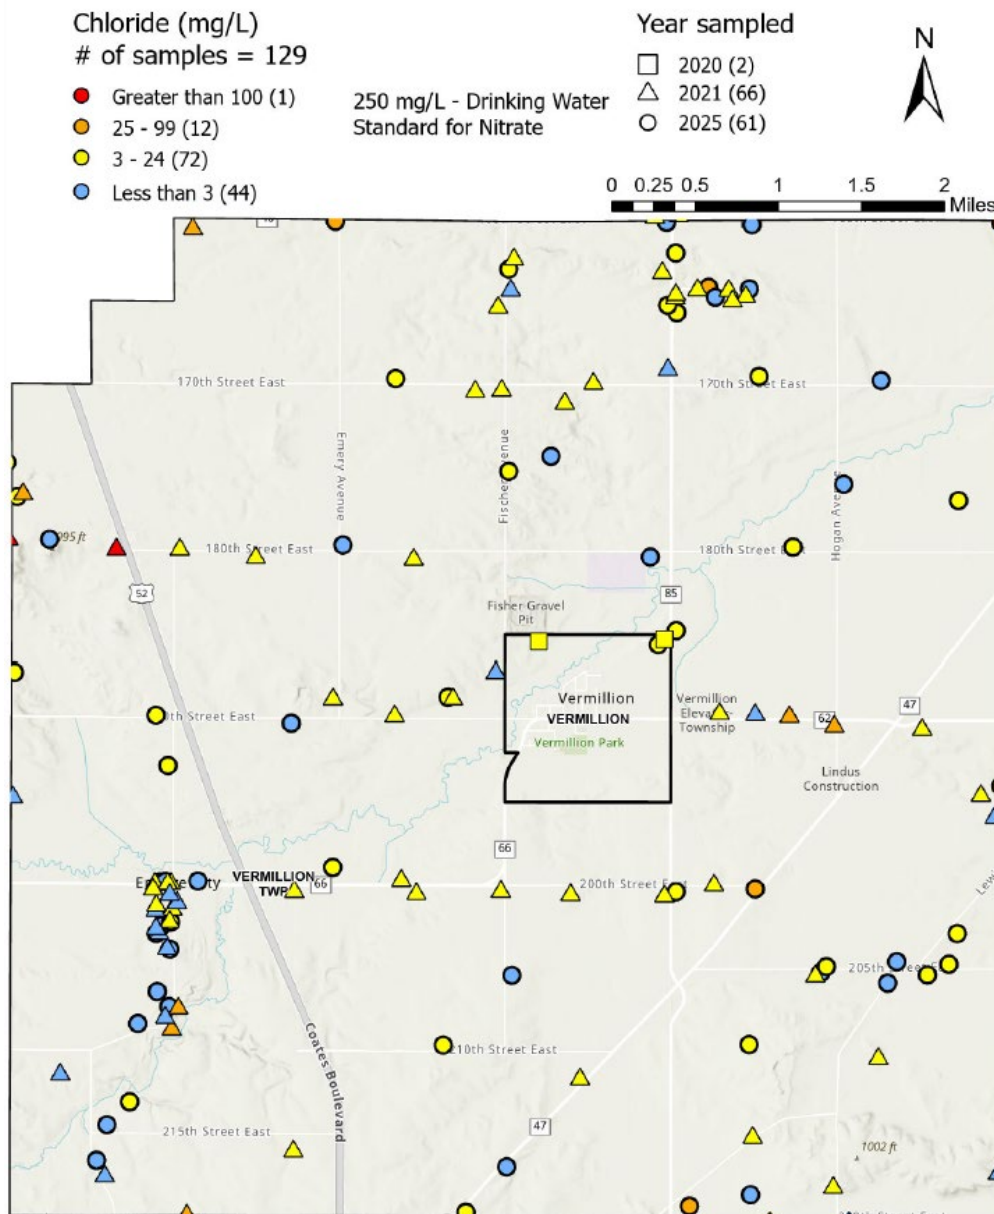 Chloride (mg/L)
# of samples = 129
Greater than 100 (1)
25 - 99 (12)
3 - 24 (72)
Less than 3 (44)
250 mg/L - Drinking Water
Standard for Nitrate
Year sampled
2020 (2)
2021 (66)
2025 (61)
N
0 0.25 0.5 1 1.5 2
Miles
170th Street East
170th Street East
Emery Avenue
Hogan Avenue
995 ft
180th Street East
180th Street East
52
85
Fisher Gravel
Pit
Vermillion
VERMILLION
Vermillion Park
Vermillion
Township
62
47
Lindus
Construction
66
VERMILLION
TWP
66
200th Street East
205th Street
Coates Boulevard
210th Street East
47
215th Street East
1002 ft